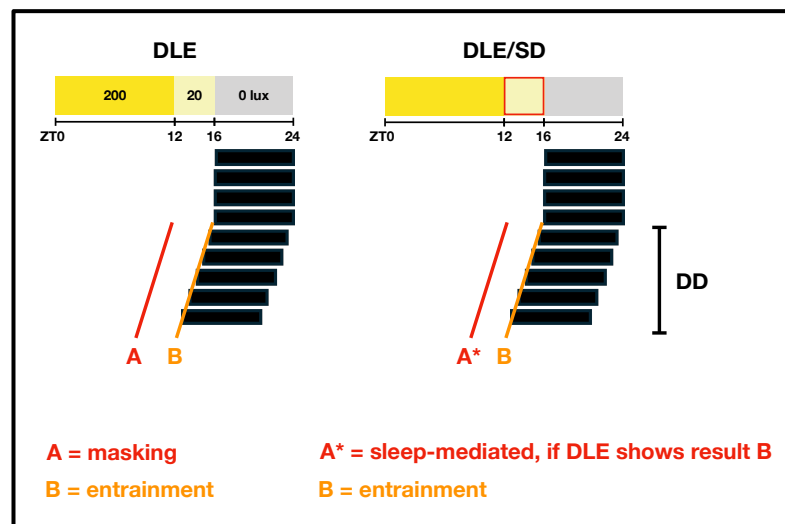 DLE DLE/SD
200 20 0 lux
ZT0 12 16 24 ZT0 12 16 24
DD
A B A* B
A = masking A* = sleep-mediated, if DLE shows result B
B = entrainment B = entrainment